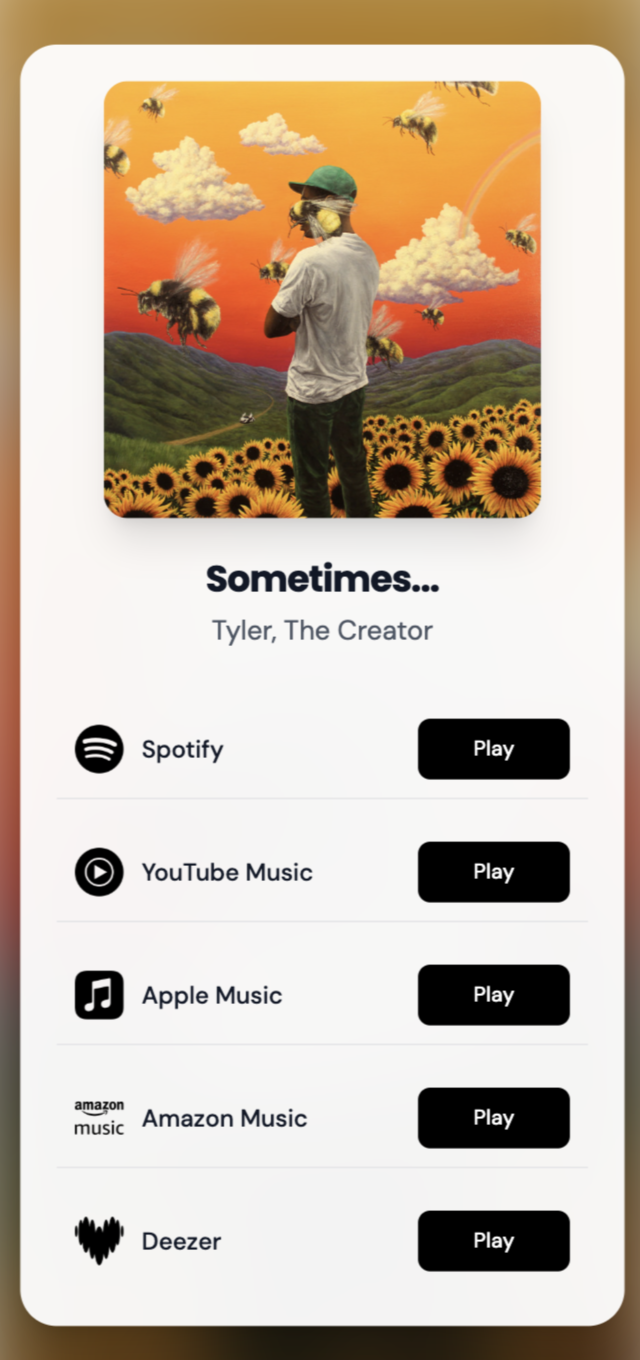 Sometimes...
Tyler, The Creator
Spotify Play
YouTube Music Play
Apple Music Play
amazon
music
Amazon Music Play
Deezer Play